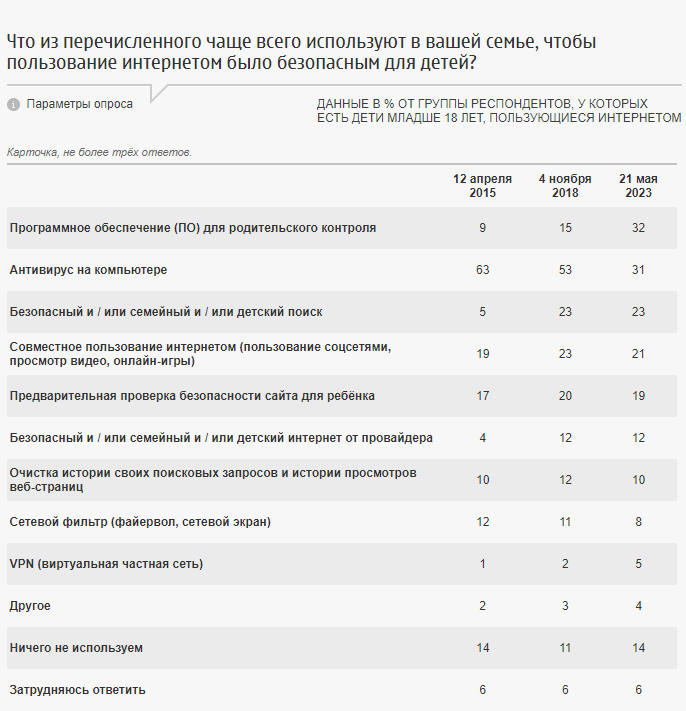 Что из перечисленного чаще всего используют в вашей семье, чтобы
пользование интернетом было безопасным для детей?
i Параметры опроса
ДАННЫЕ В % ОТ ГРУППЫ РЕСПОНДЕНТОВ, У КОТОРЫХ
ЕСТЬ ДЕТИ МЛАДШЕ 18 ЛЕТ, ПОЛЬЗУЮЩИЕСЯ ИНТЕРНЕТОМ
Карточка, не более трёх ответов.
12 апреля 4 ноября 21 мая
2015 2018 2023
Программное обеспечение (ПО) для родительского контроля 9 15 32
Антивирус на компьютере 63 53 31
Безопасный и / или семейный и / или детский поиск 5 23 23
Совместное пользование интернетом (пользование соцсетями,
просмотр видео, онлайн-игры) 19 23 21
Предварительная проверка безопасности сайта для ребёнка 17 20 19
Безопасный и / или семейный и / или детский интернет от провайдера 4 12 12
Очистка истории своих поисковых запросов и истории просмотров
веб-страниц 10 12 10
Сетевой фильтр (файервол, сетевой экран) 12 11 8
VPN (виртуальная частная сеть) 1 2 5
Другое 2 3 4
Ничего не используем 14 11 14
Затрудняюсь ответить 6 6 6